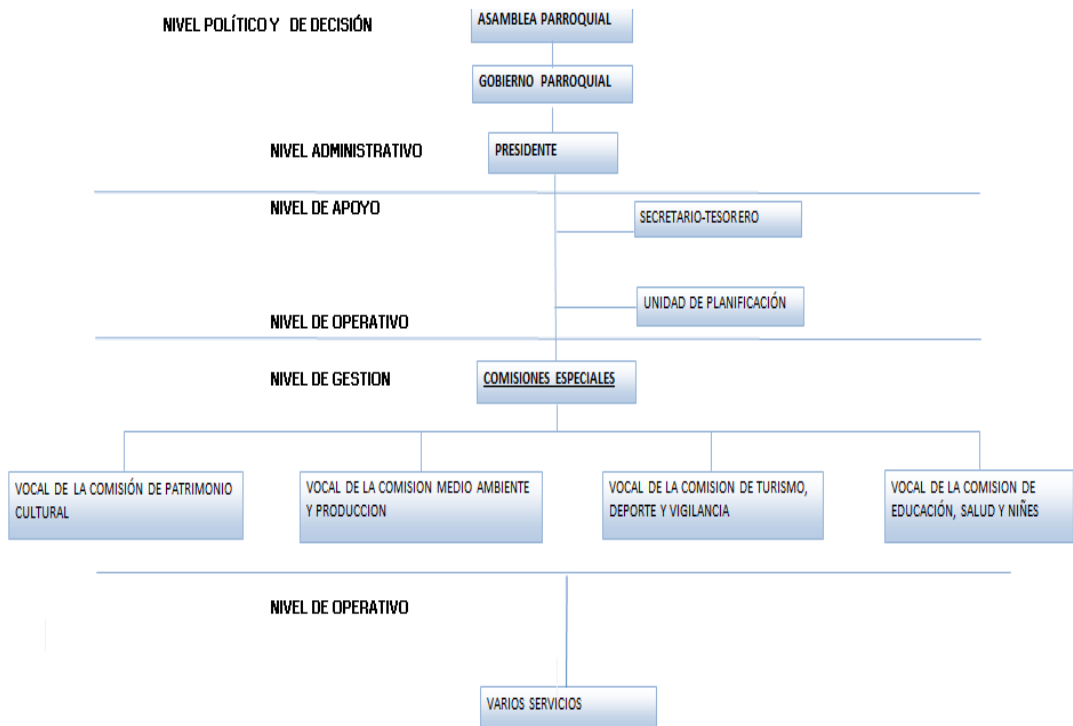 NIVEL POLÍTICO Y DE DECISIÓN
ASAMBLEA PARROQUIAL
GOBIERNO PARROQUIAL
NIVEL ADMINISTRATIVO
PRESIDENTE
NIVEL DE APOYO
SECRETARIO-TESORERO
UNIDAD DE PLANIFICACIÓN
NIVEL DE OPERATIVO
NIVEL DE GESTION
COMISIONES ESPECIALES
VOCAL DE LA COMISIÓN DE PATRIMONIO
CULTURAL
VOCAL DE LA COMISION MEDIO AMBIENTE
Y PRODUCCION
VOCAL DE LA COMISION DE TURISMO,
DEPORTE Y VIGILANCIA
VOCAL DE LA COMISION DE
EDUCACIÓN, SALUD Y NIÑES
NIVEL DE OPERATIVO
VARIOS SERVICIOS